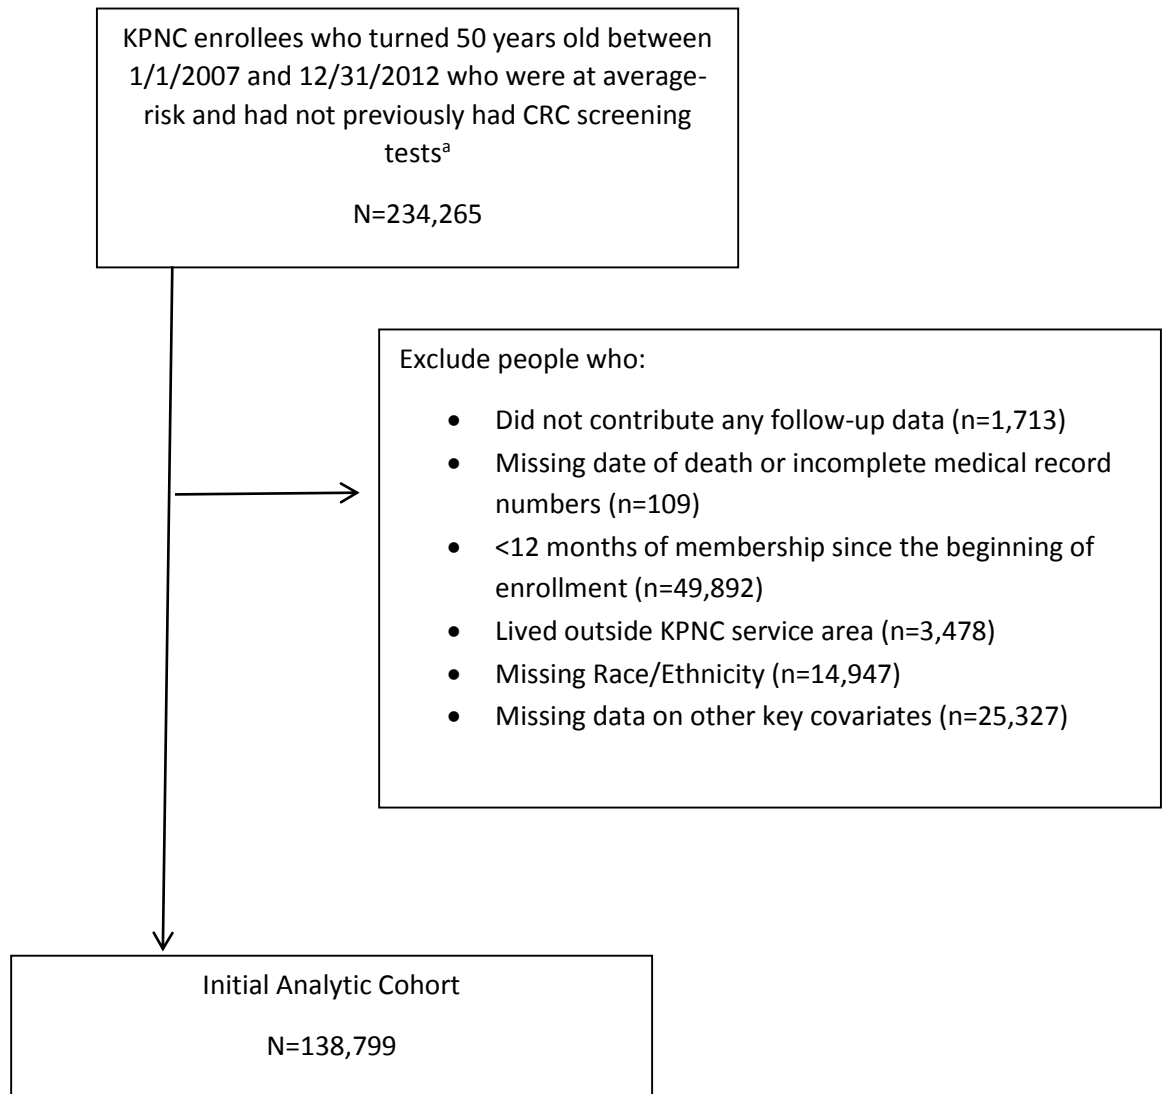 KPNC enrollees who turned 50 years old between
1/1/2007 and 12/31/2012 who were at average-
risk and had not previously had CRC screening
testsᵃ
N=234,265
Exclude people who:
• Did not contribute any follow-up data (n=1,713)
• Missing date of death or incomplete medical record
numbers (n=109)
• <12 months of membership since the beginning of
enrollment (n=49,892)
• Lived outside KPNC service area (n=3,478)
• Missing Race/Ethnicity (n=14,947)
• Missing data on other key covariates (n=25,327)
Initial Analytic Cohort
N=138,799